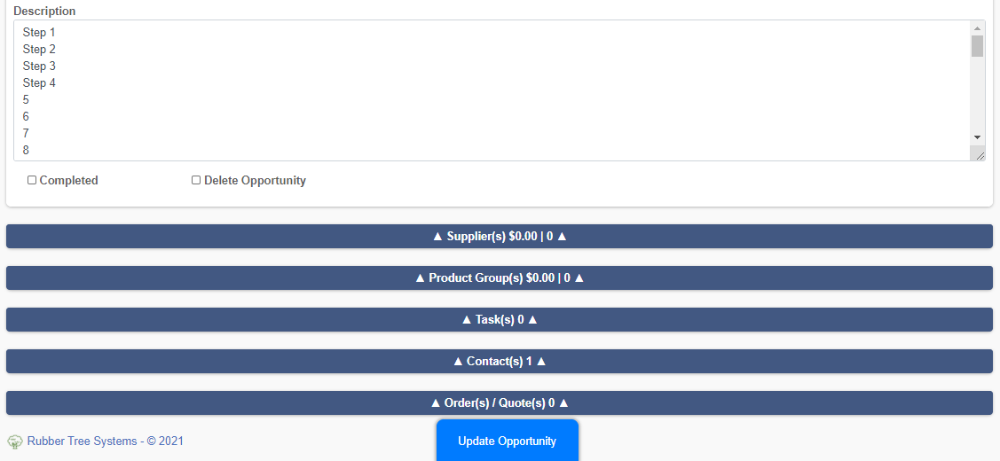 Description
Step 1
Step 2
Step 3
Step 4
5
6
7
8
Completed
Delete Opportunity
▲ Supplier(s) $0.00 | 0 ▲
▲ Product Group(s) $0.00 | 0 ▲
▲ Task(s) 0 ▲
▲ Contact(s) 1 ▲
▲ Order(s) / Quote(s) 0 ▲
Rubber Tree Systems - © 2021
Update Opportunity